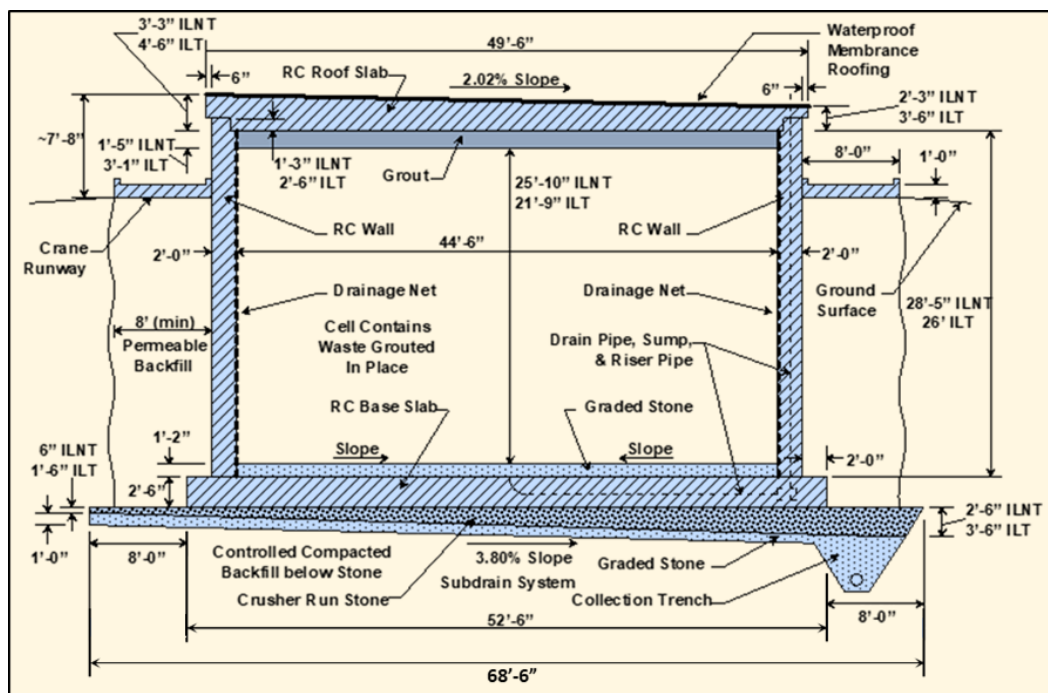 3'-3" ILNT
4'-6" ILT
49'-6"
Waterproof
Membrance
Roofing
6"
RC Roof Slab
2.02% Slope
6"
2'-3" ILNT
3'-6" ILT
~7'-8"
1'-5" ILNT
3'-1" ILT
1'-3" ILNT
2'-6" ILT
Grout
25'-10" ILNT
21'-9" ILT
8'-0"
1'-0"
Crane
Runway
RC Wall
RC Wall
2'-0"
44'-6"
2'-0"
Drainage Net
Drainage Net
Ground
Surface
28'-5" ILNT
26' ILT
8' (min)
Permeable
Backfill
Cell Contains
Waste Grouted
In Place
Drain Pipe, Sump,
& Riser Pipe
RC Base Slab
Graded Stone
1'-2"
Slope
Slope
6" ILNT
1'-6" ILT
2'-0"
2'-6"
2'-6" ILNT
3'-6" ILT
1'-0"
8'-0"
Controlled Compacted
Backfill below Stone
3.80% Slope
Subdrain System
Graded Stone
Crusher Run Stone
Collection Trench
8'-0"
52'-6"
68'-6"